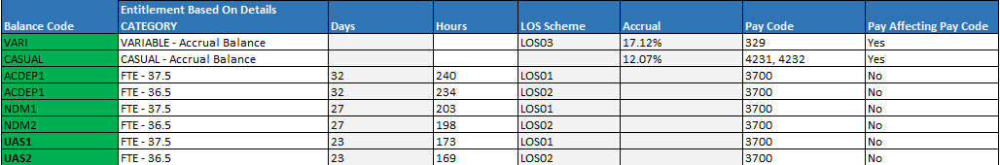 Balance Code Entitlement Based On Details CATEGORY Days Hours LOS Scheme Accrual Pay Code Pay Affecting Pay Code
VARI VARIABLE - Accrual Balance LOS03 17.12% 329 Yes
CASUAL CASUAL - Accrual Balance 12.07% 4231, 4232 Yes
ACDEP1 FTE - 37.5 32 240 LOS01 3700 No
ACDEP1 FTE - 36.5 32 234 LOS02 3700 No
NDM1 FTE - 37.5 27 203 LOS01 3700 No
NDM2 FTE - 36.5 27 198 LOS02 3700 No
UAS1 FTE - 37.5 23 173 LOS01 3700 No
UAS2 FTE - 36.5 23 169 LOS02 3700 No